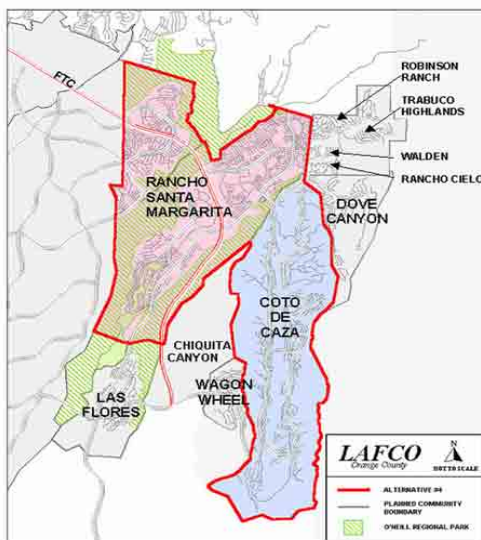 ROBINSON
RANCH
TRABUCO
HIGHLANDS
FTC
WALDEN
RANCHO CIELO
RANCHO
SANTA
MARGARITA
DOVE
CANYON
COTO
DE
CAZA
CHIQUITA
CANYON
WAGON
WHEEL
LAS
FLORES
LAFCO
Orange County
N
NOT TO SCALE
ALTERNATIVE #4
PLANNED COMMUNITY
BOUNDARY
O'NEILL REGIONAL PARK